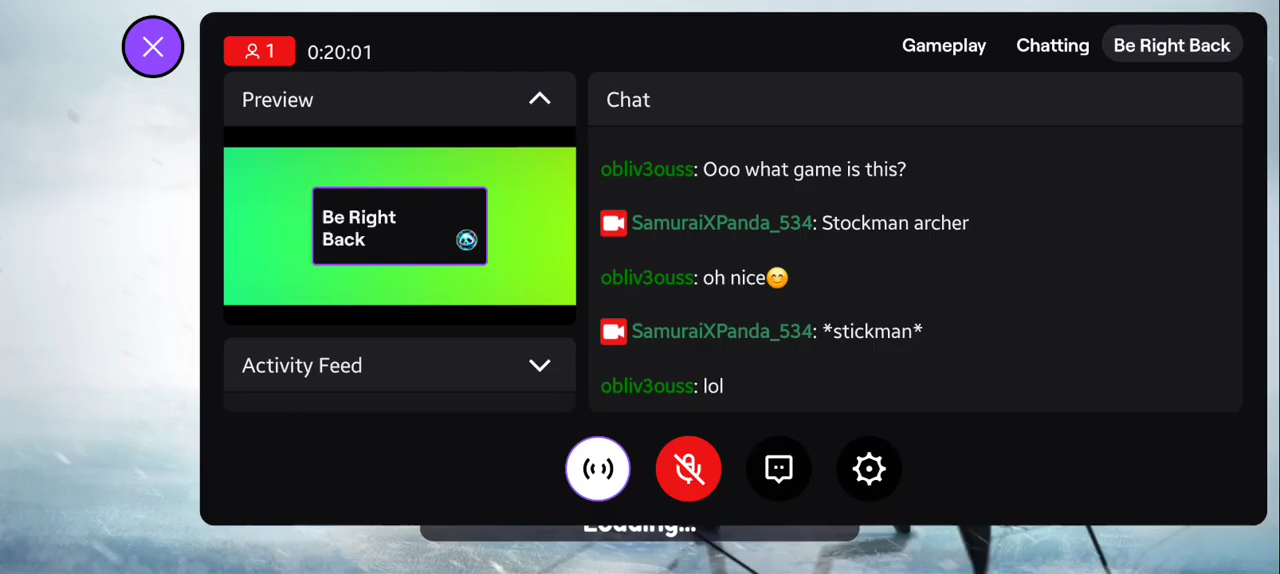 1 0:20:01 Gameplay Chatting Be Right Back
Preview
Be Right
Back
Activity Feed
Chat
obliv3ouss: Ooo what game is this?
SamuraiXPanda_534: Stockman archer
obliv3ouss: oh nice😊
SamuraiXPanda_534: *stickman*
obliv3ouss: lol
Loading...